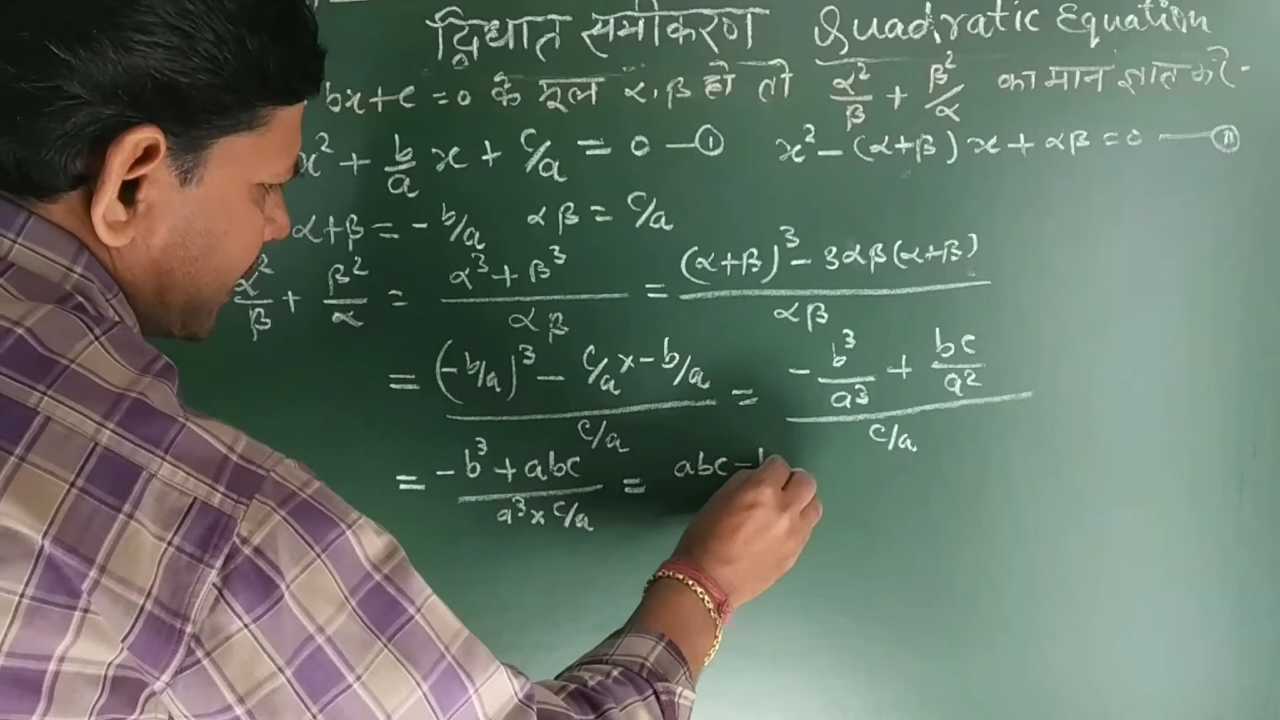 द्विघात समीकरण Quadratic Equation
bx+c=0 के मूल α,β हो तो α²/β + β²/α का मान ज्ञात करें-
x² + b/a x + c/a = 0 —① x² - (α+β)x + αβ = 0 —②
α+β = -b/a αβ = c/a
α²/β + β²/α = (α³+β³)/αβ = ((α+β)³ - 3αβ(α+β))/αβ
= ((-b/a)³ - c/a × -b/a)/(c/a) = (-b³/a³ + bc/a²)/(c/a)
= (-b³+abc)/(a³×c/a) = abc -